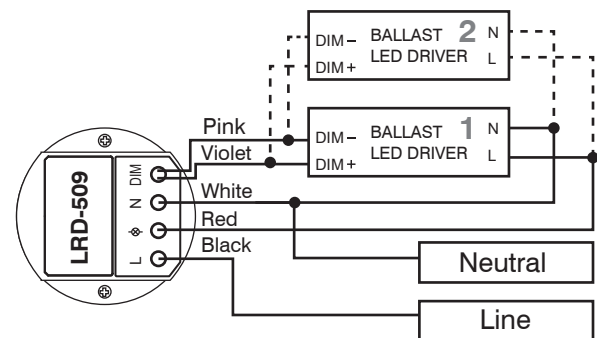 DIM– BALLAST 2 N
DIM+ LED DRIVER L
Pink
DIM– BALLAST 1 N
Violet
DIM+ LED DRIVER L
LRD-509
DIM
N
L
White
Red
Black
Neutral
Line